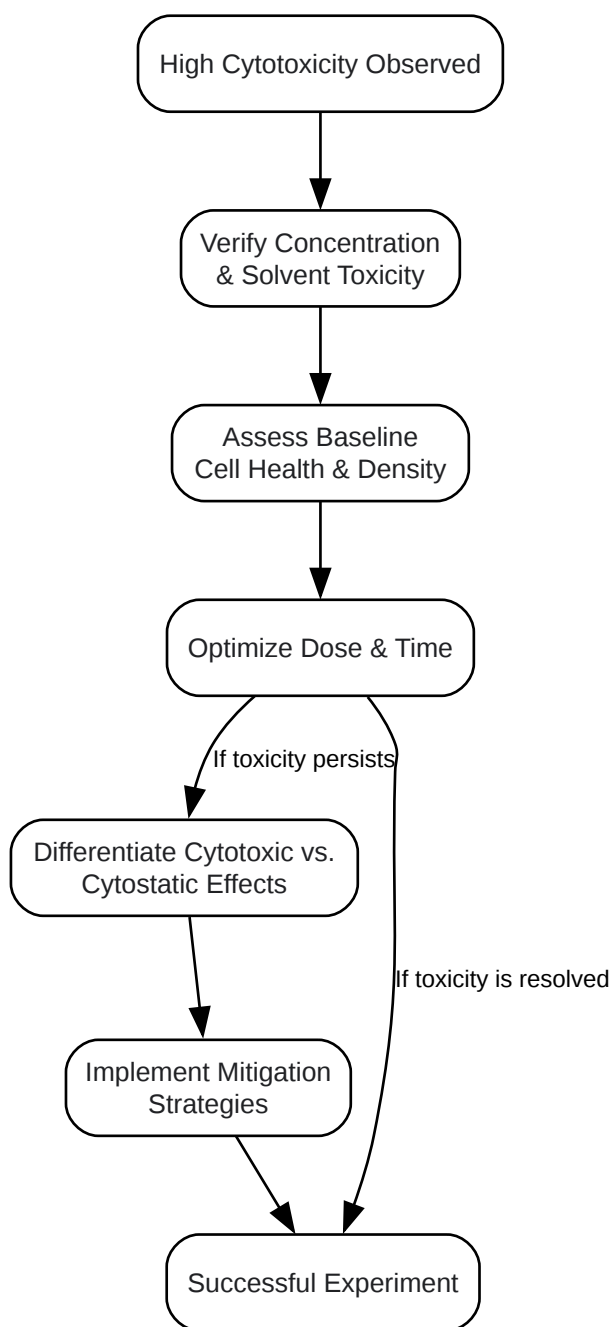 High Cytotoxicity Observed
Verify Concentration
& Solvent Toxicity
Assess Baseline
Cell Health & Density
Optimize Dose & Time
If toxicity persists
Differentiate Cytotoxic vs.
Cytostatic Effects
If toxicity is resolved
Implement Mitigation
Strategies
Successful Experiment